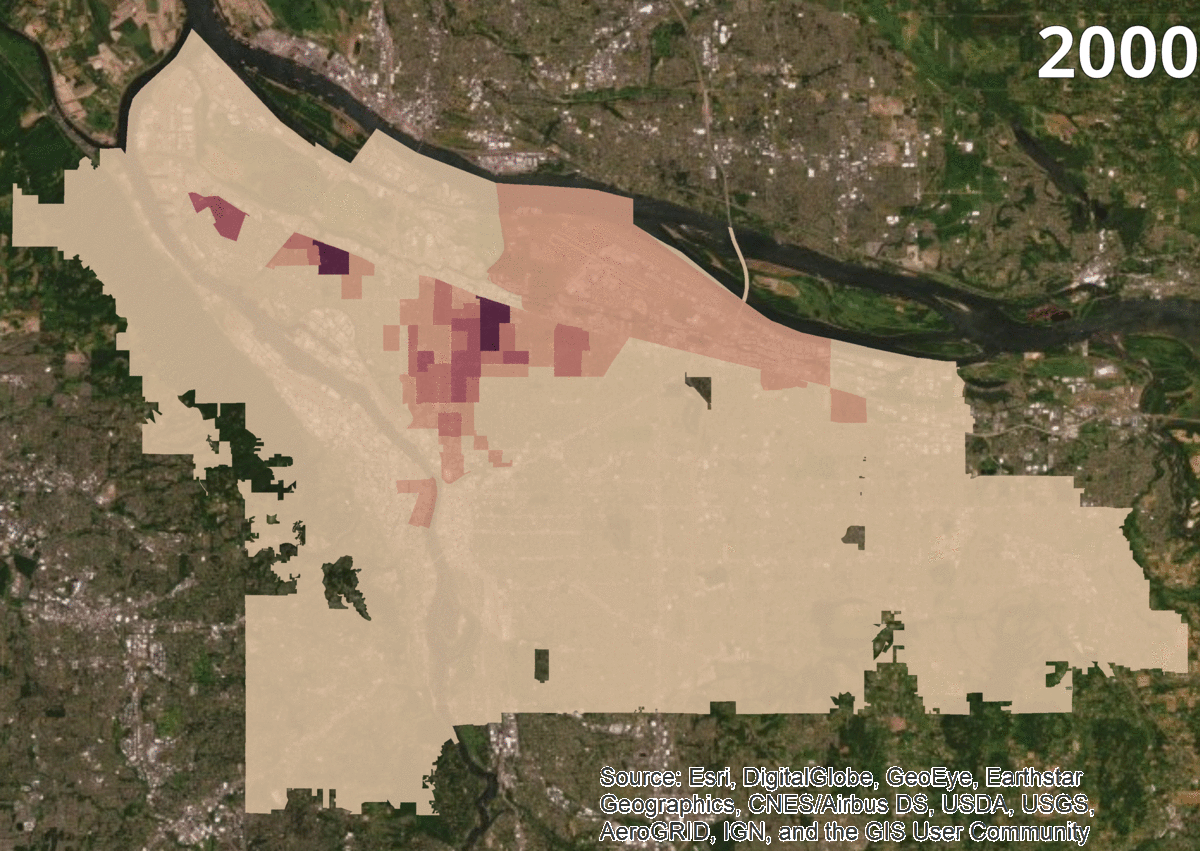 2000
Source: Esri, DigitalGlobe, GeoEye, Earthstar
Geographics, CNES/Airbus DS, USDA, USGS,
AeroGRID, IGN, and the GIS User Community